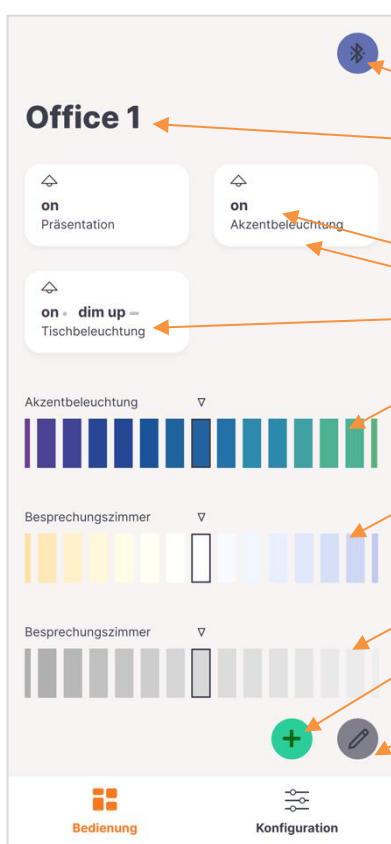 Office 1
on
Präsentation
on
Akzentbeleuchtung
on dim up
Tischbeleuchtung
Akzentbeleuchtung
Besprechungszimmer
Besprechungszimmer
Bedienung
Konfiguration